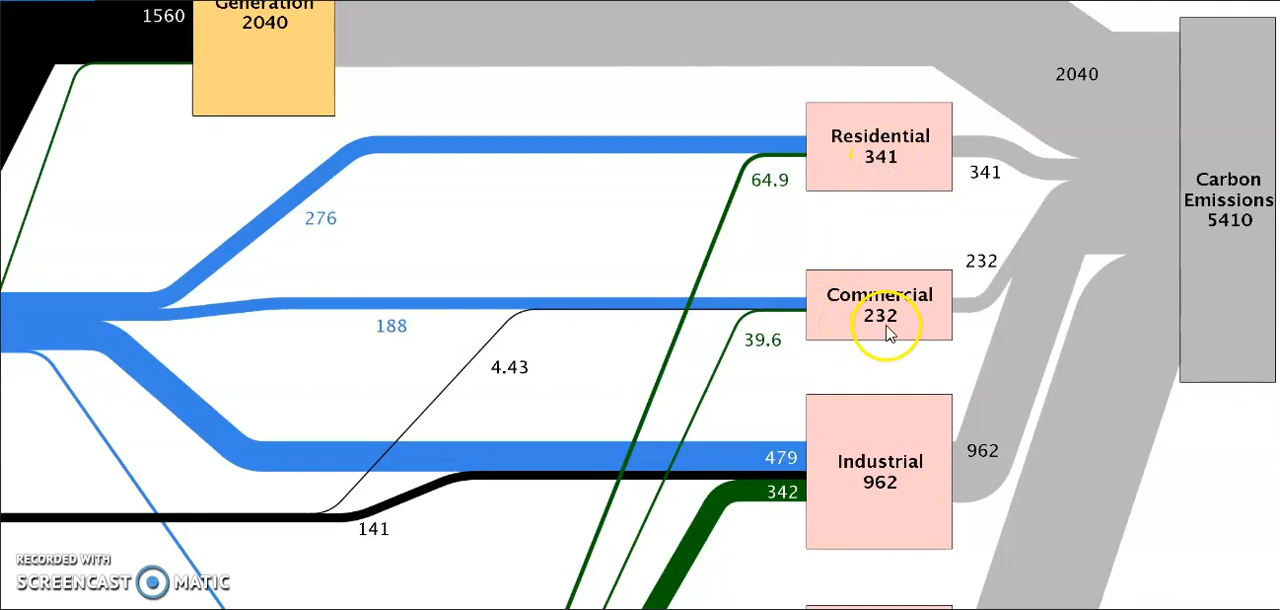 1560
Generation
2040
2040
Residential
341
341
64.9
276
Carbon
Emissions
5410
232
Commercial
232
188
39.6
4.43
479
Industrial
962
962
342
141
RECORDED WITH
SCREENCAST MATIC